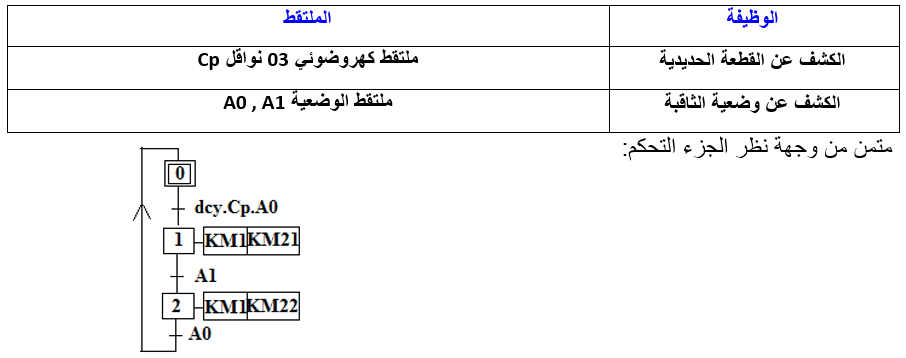 الوظيفة الملتقط
الكشف عن القطعة الحديدية ملتقط كهروضوئي 03 نواقل Cp
الكشف عن وضعية الثاقبة ملتقط الوضعية A0 , A1
متمن من وجهة نظر الجزء التحكم:
0
dcy.Cp.A0
1 KM1 KM21
A1
2 KM1 KM22
A0